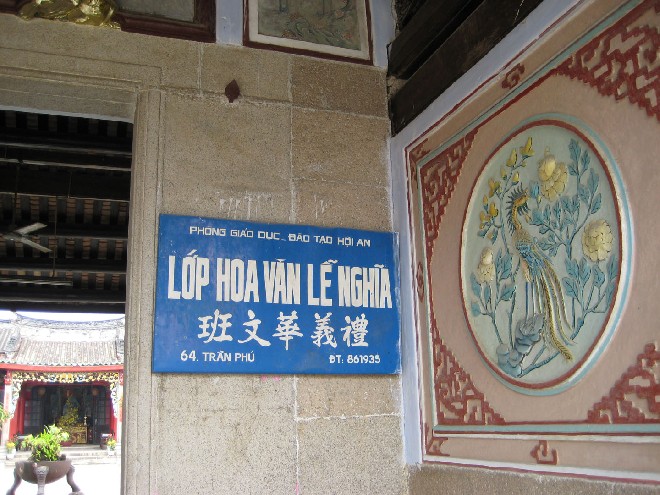 PHÒNG GIÁO DỤC _ ĐÀO TẠO HỘI AN
LỚP HOA VĂN LỄ NGHĨA
禮義華文班
64. TRẦN PHÚ ĐT: 861935